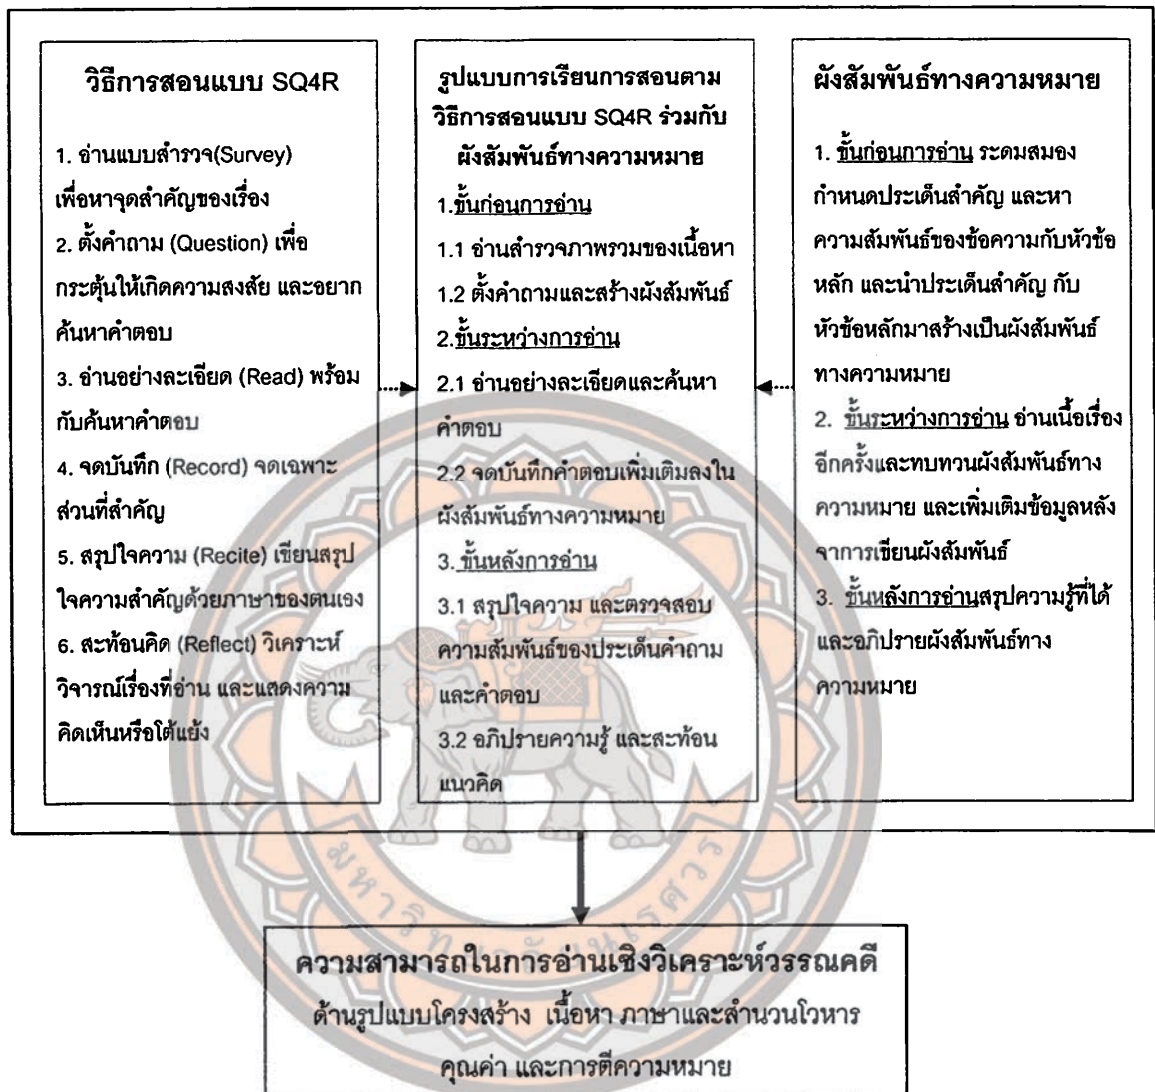 วิธีการสอนแบบ SQ4R
1. อ่านแบบสำรวจ(Survey)
เพื่อหาจุดสำคัญของเรื่อง
2. ตั้งคำถาม (Question) เพื่อ
กระตุ้นให้เกิดความสงสัย และอยาก
ค้นหาคำตอบ
3. อ่านอย่างละเอียด (Read) พร้อม
กับค้นหาคำตอบ
4. จดบันทึก (Record) จดเฉพาะ
ส่วนที่สำคัญ
5. สรุปใจความ (Recite) เขียนสรุป
ใจความสำคัญด้วยภาษาของตนเอง
6. สะท้อนคิด (Reflect) วิเคราะห์
วิจารณ์เรื่องที่อ่าน และแสดงความ
คิดเห็นหรือโต้แย้ง
รูปแบบการเรียนการสอนตาม
วิธีการสอนแบบ SQ4R ร่วมกับ
ผังสัมพันธ์ทางความหมาย
1.ขั้นก่อนการอ่าน
1.1 อ่านสำรวจภาพรวมของเนื้อหา
1.2 ตั้งคำถามและสร้างผังสัมพันธ์
2.ขั้นระหว่างการอ่าน
2.1 อ่านอย่างละเอียดและค้นหา
คำตอบ
2.2 จดบันทึกคำตอบเพิ่มเติมลงใน
ผังสัมพันธ์ทางความหมาย
3. ขั้นหลังการอ่าน
3.1 สรุปใจความ และตรวจสอบ
ความสัมพันธ์ของประเด็นคำถาม
และคำตอบ
3.2 อภิปรายความรู้ และสะท้อน
แนวคิด
ผังสัมพันธ์ทางความหมาย
1. ขั้นก่อนการอ่าน ระดมสมอง
กำหนดประเด็นสำคัญ และหา
ความสัมพันธ์ของข้อความกับหัวข้อ
หลัก และนำประเด็นสำคัญ กับ
หัวข้อหลักมาสร้างเป็นผังสัมพันธ์
ทางความหมาย
2. ขั้นระหว่างการอ่าน อ่านเนื้อเรื่อง
อีกครั้งและทบทวนผังสัมพันธ์ทาง
ความหมาย และเพิ่มเติมข้อมูลหลัง
จากการเขียนผังสัมพันธ์
3. ขั้นหลังการอ่านสรุปความรู้ที่ได้
และอภิปรายผังสัมพันธ์ทาง
ความหมาย
มหาวิทยาลัยนเรศวร
ความสามารถในการอ่านเชิงวิเคราะห์วรรณคดี
ด้านรูปแบบโครงสร้าง เนื้อหา ภาษาและสำนวนโวหาร
คุณค่า และการตีความหมาย